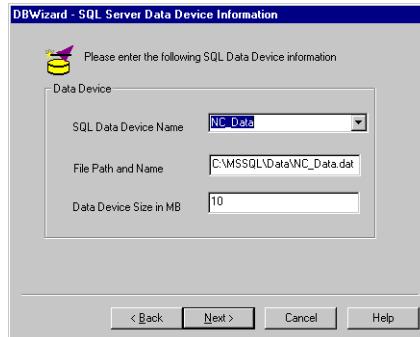 DBWizard - SQL Server Data Device Information
Please enter the following SQL Data Device information
Data Device
SQL Data Device Name
NC_Data
File Path and Name
C:\MSSQL\Data\NC_Data.dat
Data Device Size in MB
10
< Back
Next >
Cancel
Help